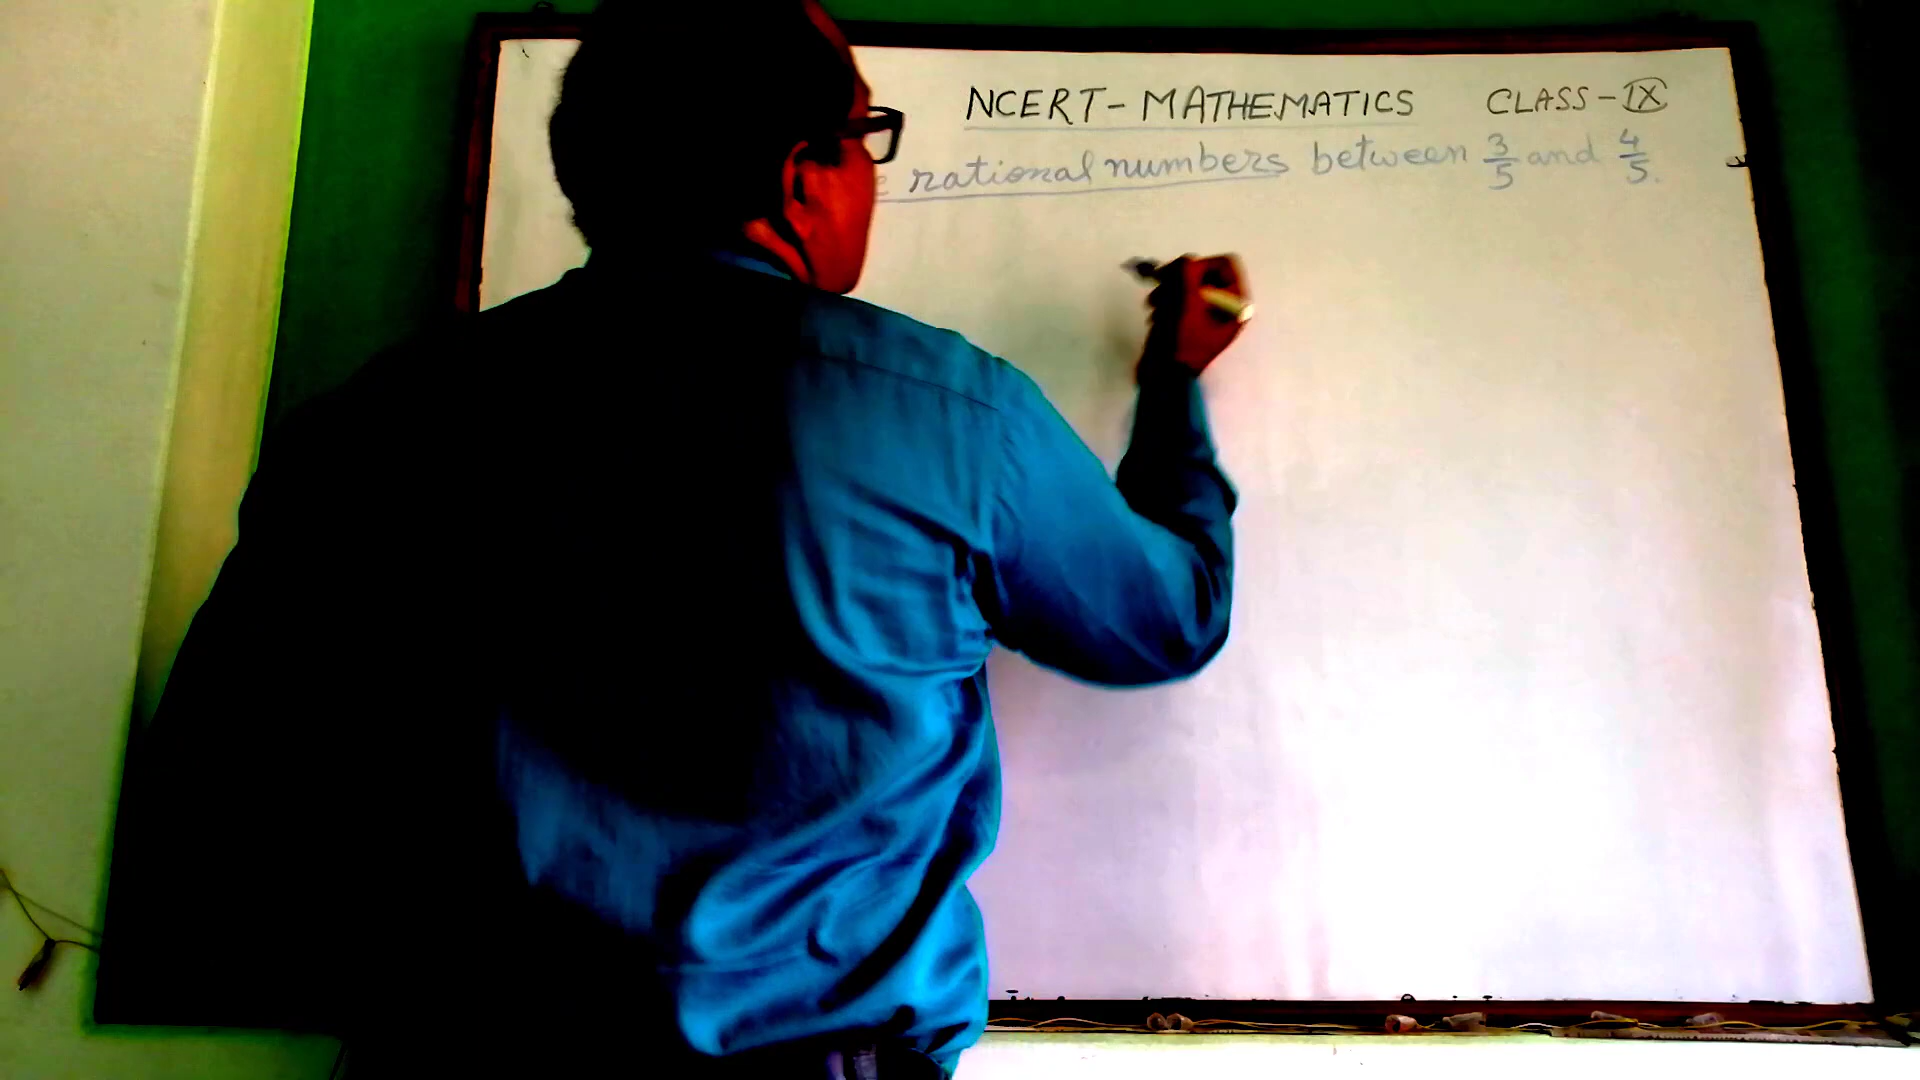 NCERT - MATHEMATICS CLASS - IX
rational numbers between 3/5 and 4/5.